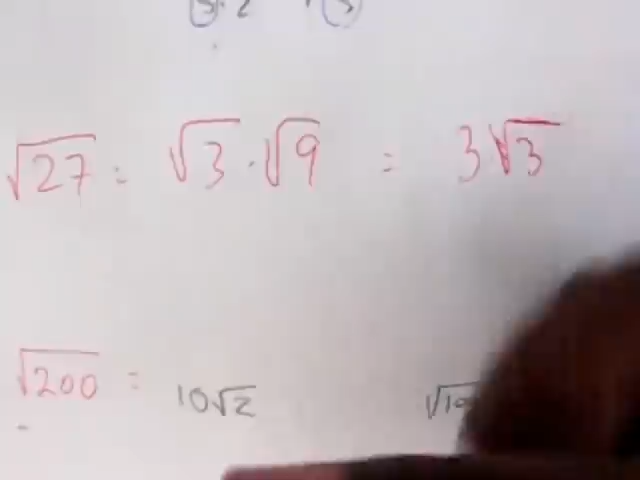 √27 = √3 · √9 = 3√3
√200 = 10√2